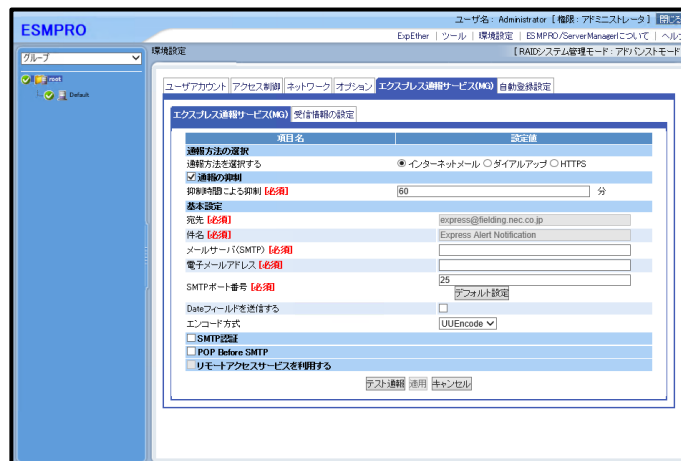 ユーザ名: Administrator [ 権限: アドミニストレータ ] 閉じる
ESMPRO
ExpEther | ツール | 環境設定 | ESMPRO/ServerManagerについて | ヘル
グループ
環境設定
[ RAIDシステム管理モード: アドバンストモード
root
Default
ユーザアカウント アクセス制御 ネットワーク オプション エクスプレス通報サービス(MG) 自動登録設定
エクスプレス通報サービス(MG) 受信情報の設定
項目名 設定値
通報方法の選択
通報方法を選択する インターネットメール ダイアルアップ HTTPS
通報の抑制
抑制時間による抑制 [必須] 60 分
基本設定
宛先 [必須] express@fielding.nec.co.jp
件名 [必須] Express Alert Notification
メールサーバ(SMTP) [必須]
電子メールアドレス [必須]
SMTPポート番号 [必須] 25
デフォルト設定
Dateフィールドを送信する
エンコード方式 UUEncode
SMTP認証
POP Before SMTP
リモートアクセスサービスを利用する
テスト通報 適用 キャンセル